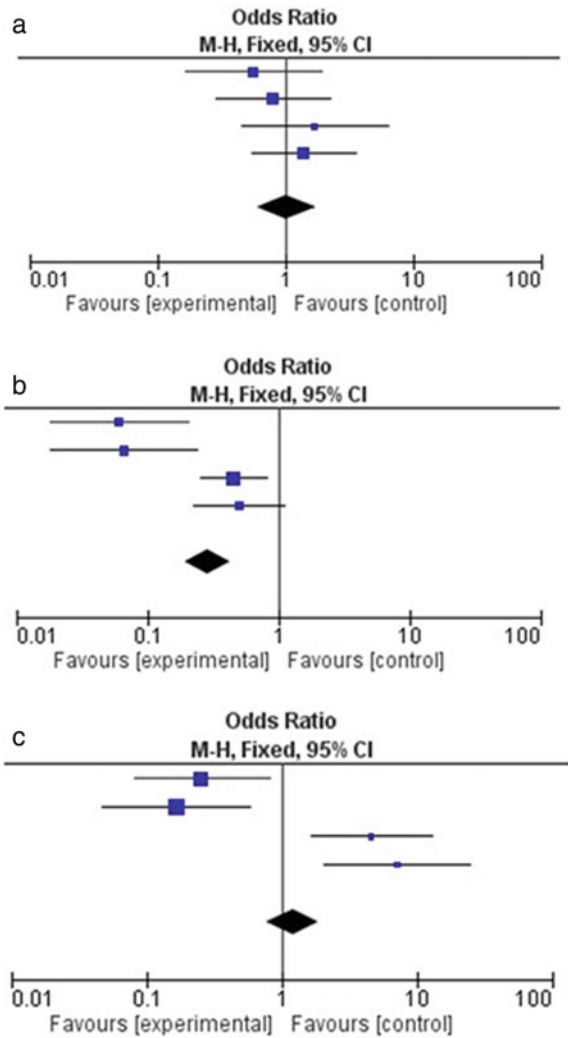 a
Odds Ratio
M-H, Fixed, 95% CI
0.01 0.1 1 10 100
Favours [experimental] Favours [control]
b
Odds Ratio
M-H, Fixed, 95% CI
0.01 0.1 1 10 100
Favours [experimental] Favours [control]
c
Odds Ratio
M-H, Fixed, 95% CI
0.01 0.1 1 10 100
Favours [experimental] Favours [control]